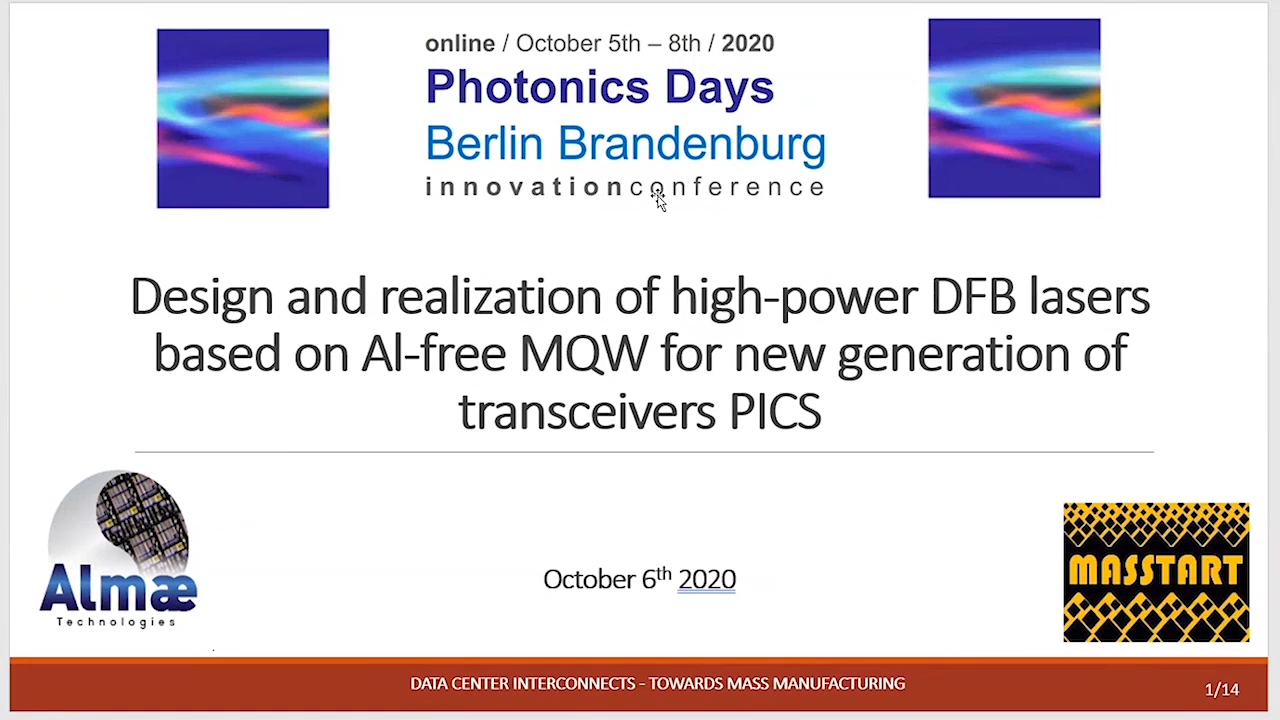 online / October 5th – 8th / 2020
Photonics Days
Berlin Brandenburg
innovationconference
Design and realization of high-power DFB lasers
based on Al-free MQW for new generation of
transceivers PICS
Almæ
Technologies
October 6th 2020
MASSTART
DATA CENTER INTERCONNECTS - TOWARDS MASS MANUFACTURING
1/14